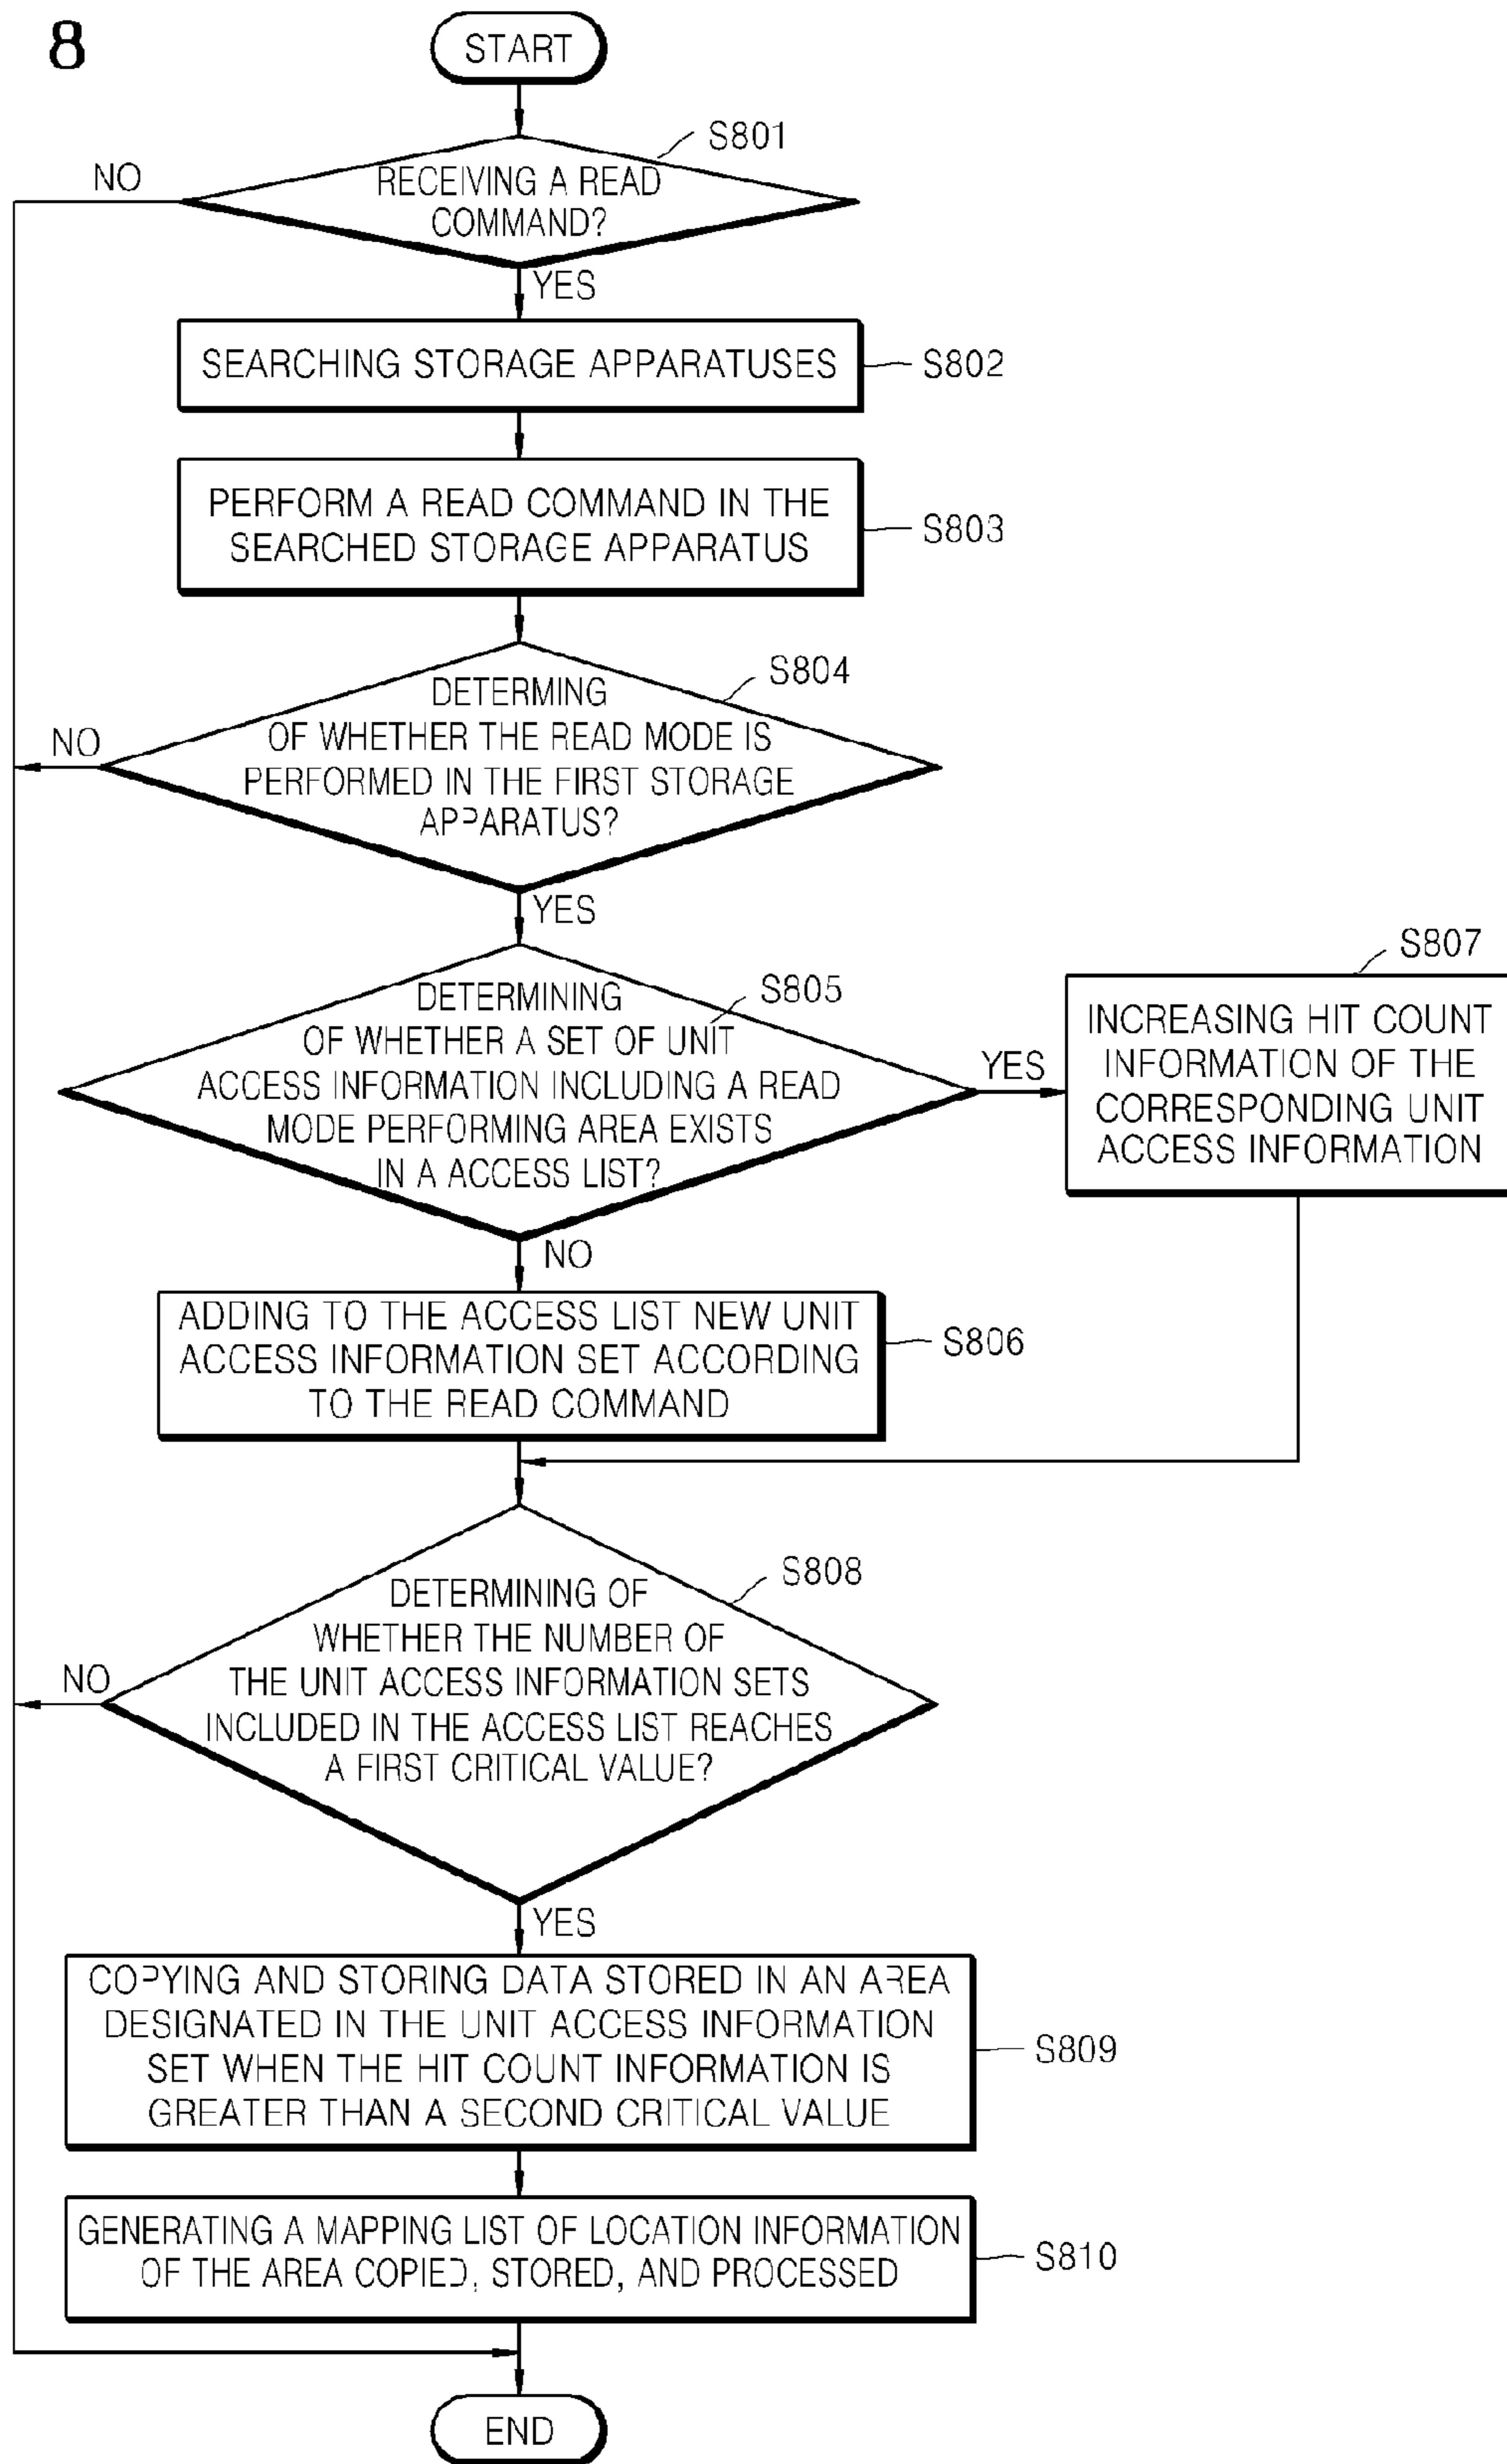 8
START
S801
NO
RECEIVING A READ
COMMAND?
YES
SEARCHING STORAGE APPARATUSES
S802
PERFORM A READ COMMAND IN THE
SEARCHED STORAGE APPARATUS
S803
S804
DETERMING
OF WHETHER THE READ MODE IS
PERFORMED IN THE FIRST STORAGE
APPARATUS?
NO
YES
S805
DETERMINING
OF WHETHER A SET OF UNIT
ACCESS INFORMATION INCLUDING A READ
MODE PERFORMING AREA EXISTS
IN A ACCESS LIST?
YES
S807
INCREASING HIT COUNT
INFORMATION OF THE
CORRESPONDING UNIT
ACCESS INFORMATION
NO
ADDING TO THE ACCESS LIST NEW UNIT
ACCESS INFORMATION SET ACCORDING
TO THE READ COMMAND
S806
S808
DETERMINING OF
WHETHER THE NUMBER OF
THE UNIT ACCESS INFORMATION SETS
INCLUDED IN THE ACCESS LIST REACHES
A FIRST CRITICAL VALUE?
NO
YES
COPYING AND STORING DATA STORED IN AN AREA
DESIGNATED IN THE UNIT ACCESS INFORMATION
SET WHEN THE HIT COUNT INFORMATION IS
GREATER THAN A SECOND CRITICAL VALUE
S809
GENERATING A MAPPING LIST OF LOCATION INFORMATION
OF THE AREA COPIED, STORED, AND PROCESSED
S810
END